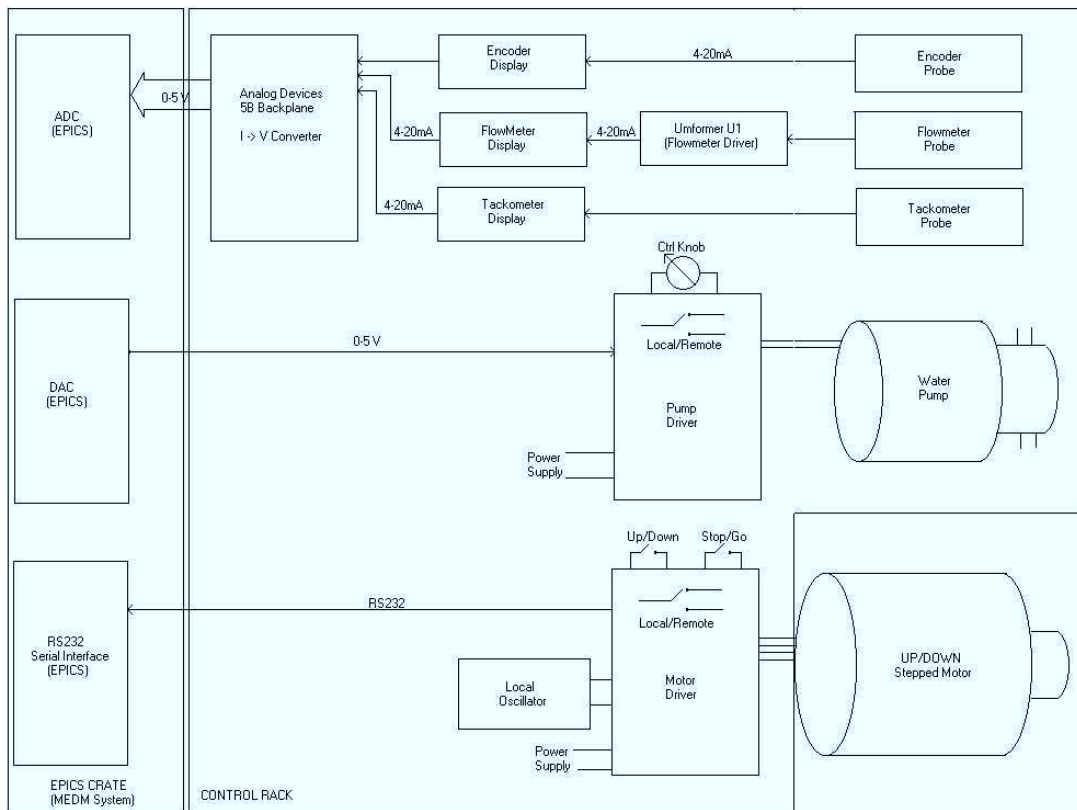 ADC
(EPICS)
0-5 V
Analog Devices
5B Backplane
I -> V Converter
Encoder
Display
4-20mA
Encoder
Probe
4-20mA
FlowMeter
Display
4-20mA
Umformer U1
(Flowmeter Driver)
Flowmeter
Probe
4-20mA
Tackometer
Display
Tackometer
Probe
Ctrl Knob
DAC
(EPICS)
0-5 V
Local/Remote
Pump
Driver
Power
Supply
Water
Pump
Up/Down
Stop/Go
RS232
Serial Interface
(EPICS)
RS232
Local/Remote
Motor
Driver
Local
Oscillator
Power
Supply
UP/DOWN
Stepped Motor
EPICS CRATE
(MEDM System)
CONTROL RACK